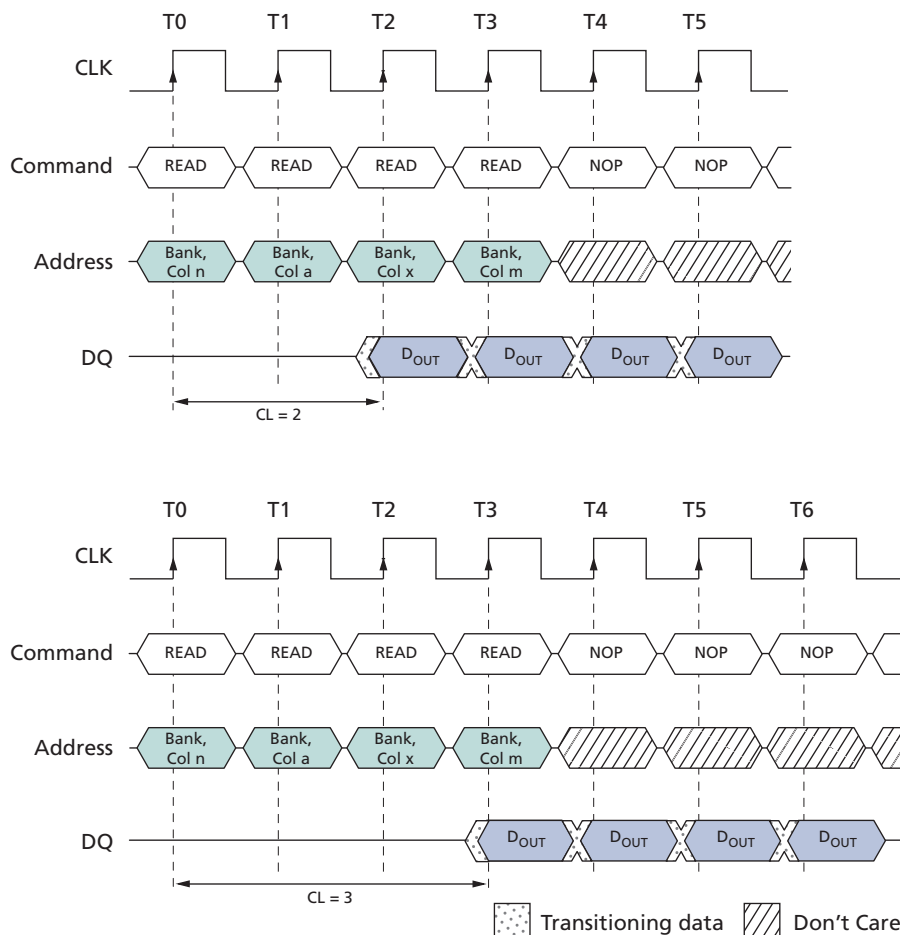 T0 T1 T2 T3 T4 T5
CLK
Command READ READ READ READ NOP NOP
Address Bank, Col n Bank, Col a Bank, Col x Bank, Col m
DQ DOUT DOUT DOUT DOUT
CL = 2
T0 T1 T2 T3 T4 T5 T6
CLK
Command READ READ READ READ NOP NOP NOP
Address Bank, Col n Bank, Col a Bank, Col x Bank, Col m
DQ DOUT DOUT DOUT DOUT
CL = 3
Transitioning data Don't Care